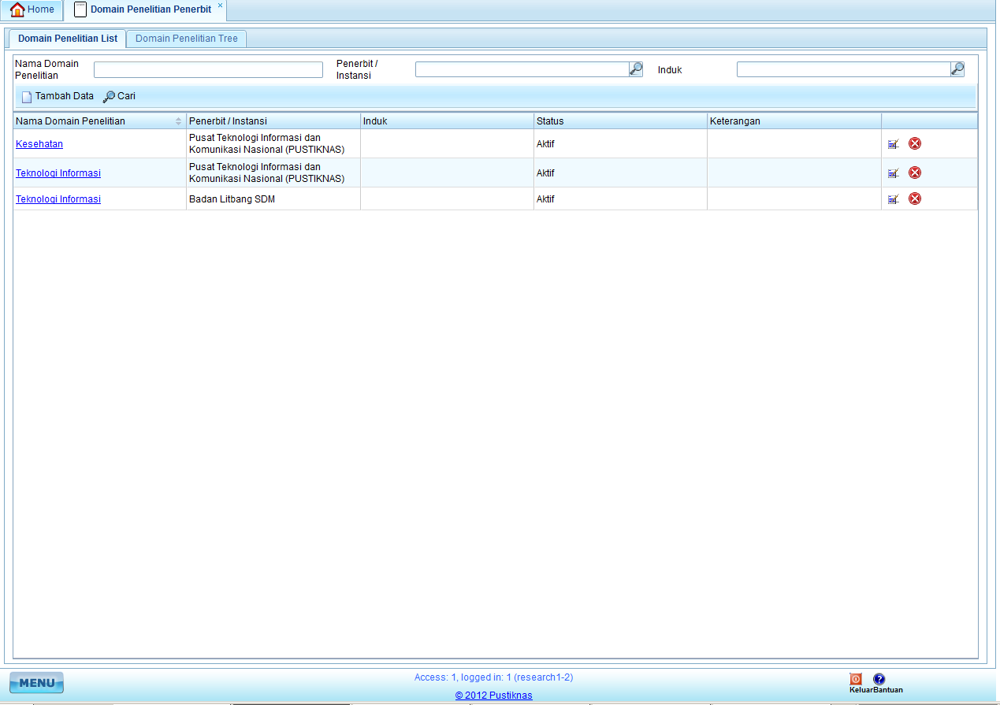 Home
Domain Penelitian Penerbit
Domain Penelitian List
Domain Penelitian Tree
Nama Domain
Penelitian
Penerbit /
Instansi
Induk
Tambah Data
Cari
Nama Domain Penelitian
Penerbit / Instansi
Induk
Status
Keterangan
Kesehatan
Pusat Teknologi Informasi dan
Komunikasi Nasional (PUSTIKNAS)
Aktif
Teknologi Informasi
Pusat Teknologi Informasi dan
Komunikasi Nasional (PUSTIKNAS)
Aktif
Teknologi Informasi
Badan Litbang SDM
Aktif
MENU
Access: 1, logged in: 1 (research1-2)
© 2012 Pustiknas
Keluar
Bantuan